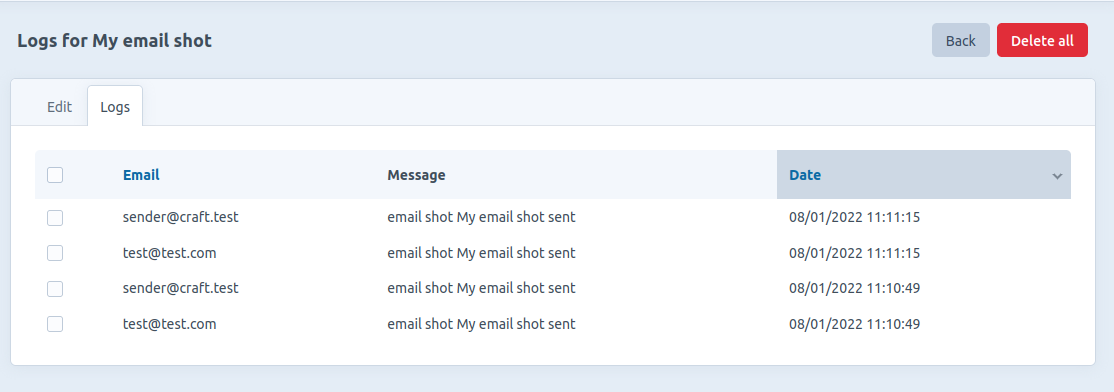 Logs for My email shot
Back
Delete all
Edit
Logs
Email Message Date
sender@craft.test email shot My email shot sent 08/01/2022 11:11:15
test@test.com email shot My email shot sent 08/01/2022 11:11:15
sender@craft.test email shot My email shot sent 08/01/2022 11:10:49
test@test.com email shot My email shot sent 08/01/2022 11:10:49